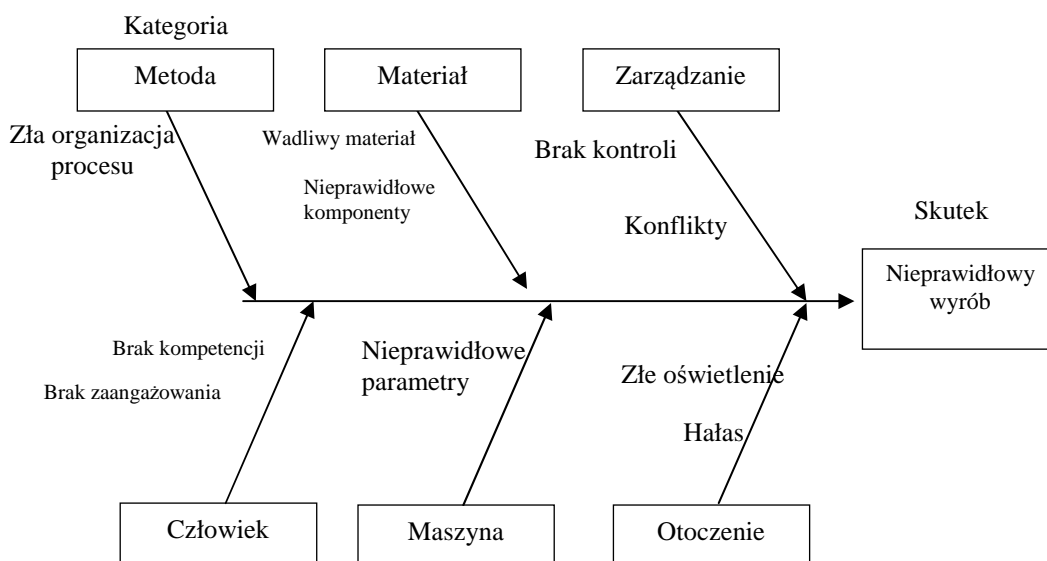 Kategoria
Metoda
Materiał
Zarządzanie
Zła organizacja
procesu
Wadliwy materiał
Nieprawidłowe
komponenty
Brak kontroli
Konflikty
Skutek
Nieprawidłowy
wyrób
Brak kompetencji
Brak zaangażowania
Nieprawidłowe
parametry
Złe oświetlenie
Hałas
Człowiek
Maszyna
Otoczenie